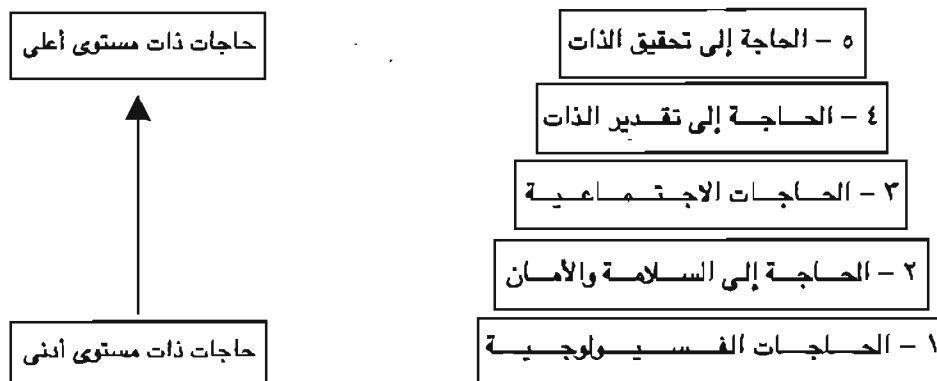 ٥ - الحاجة إلى تحقيق الذات
حاجات ذات مستوى أعلى
٤ - الحاجة إلى تقدير الذات
٣ - الحاجات الاجتماعية
٢ - الحاجة إلى السلامة والأمان
١ - الحاجات الفسيولوجية
حاجات ذات مستوى أدنى